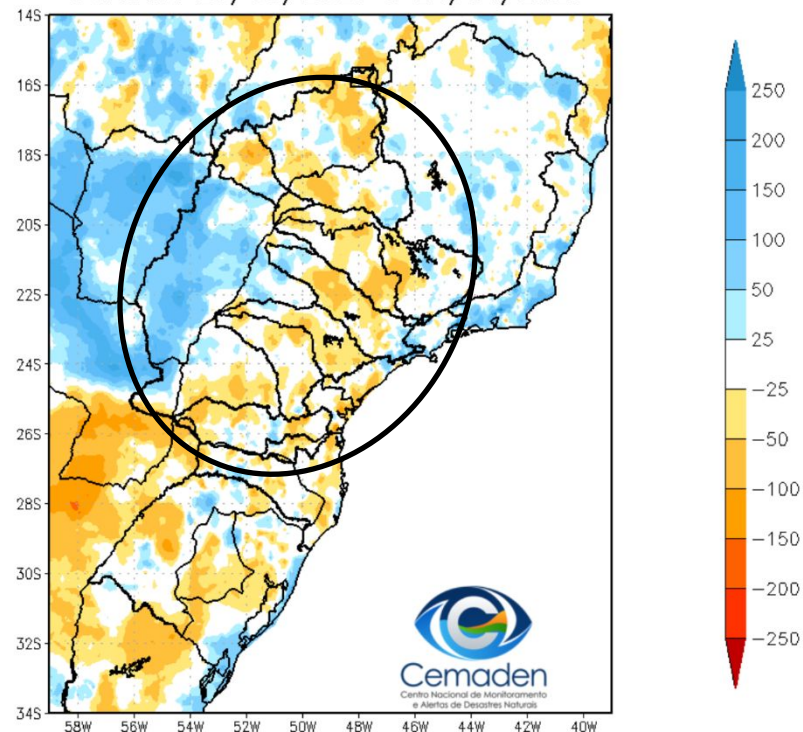 14S
16S
18S
20S
22S
24S
26S
28S
30S
32S
34S
58W 56W 54W 52W 50W 48W 46W 44W 42W 40W
250
200
150
100
50
25
-25
-50
-100
-150
-200
-250
Cemaden
Centro Nacional de Monitoramento
e Alertas de Desastres Naturais